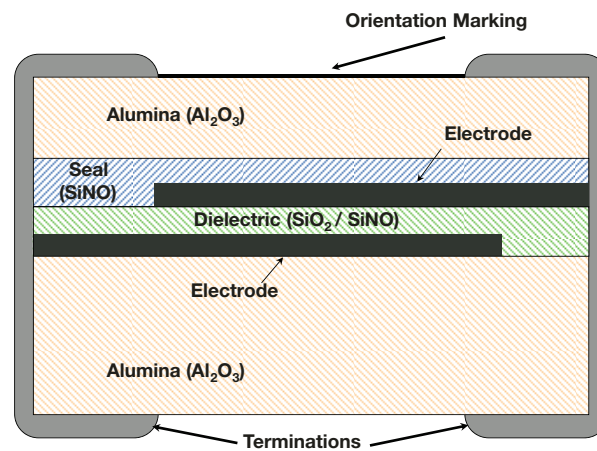 Orientation Marking
Alumina (Al₂O₃)
Electrode
Seal
(SiNO)
Dielectric (SiO₂ / SiNO)
Electrode
Alumina (Al₂O₃)
Terminations